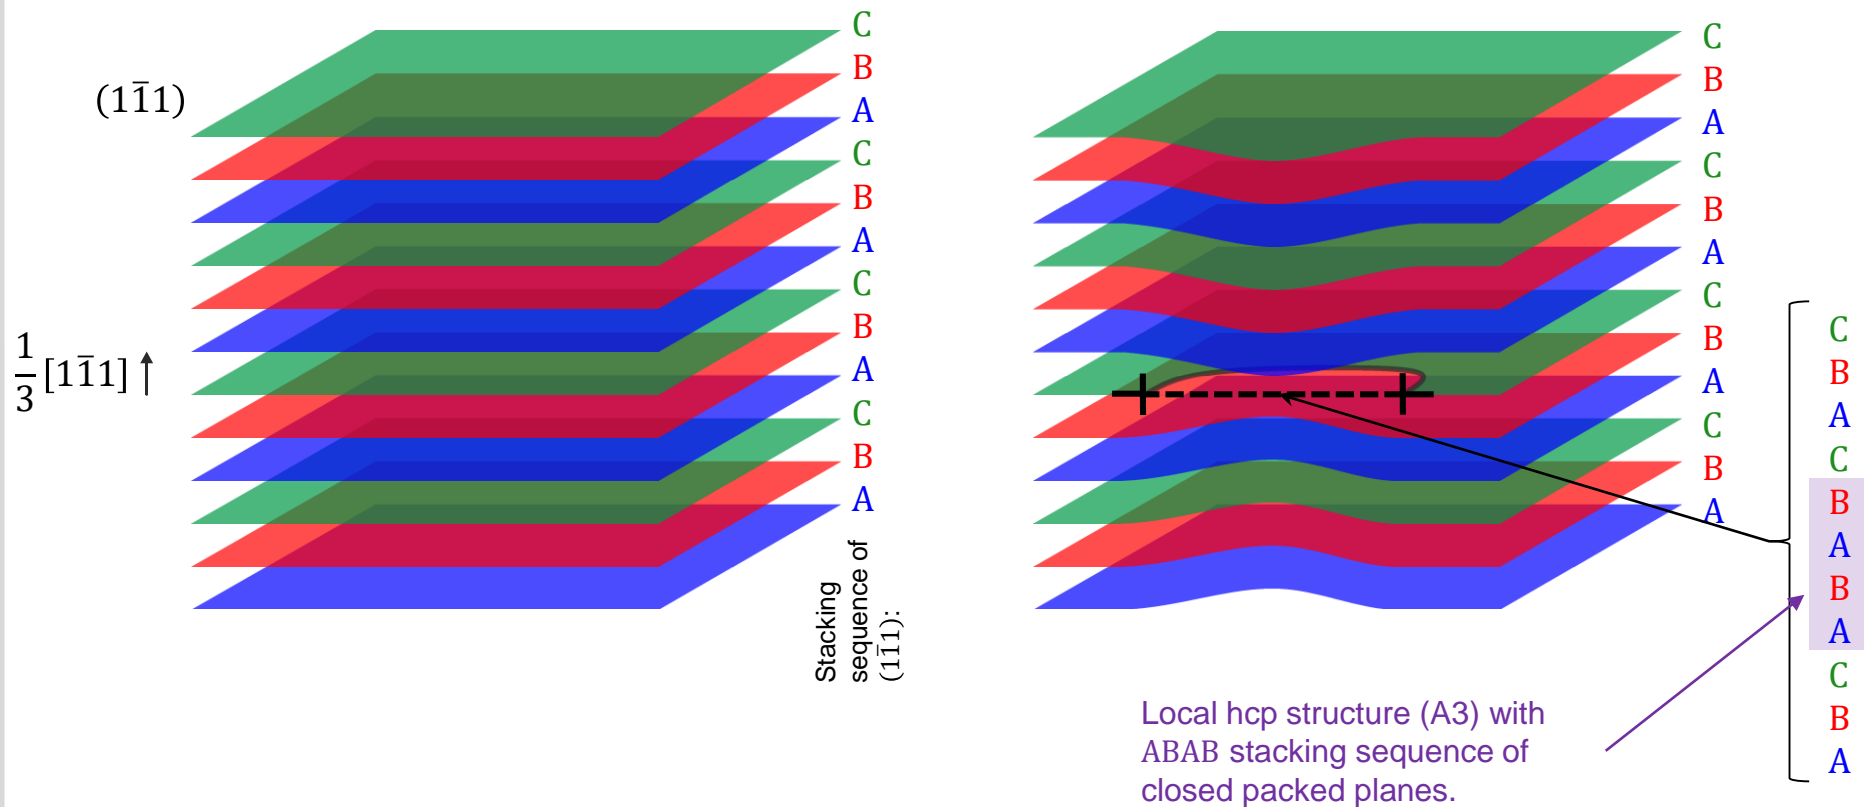 (11̅1)
C
B
A
C
B
A
C
B
A
C
B
A
1/3 [11̅1] ↑
Stacking
sequence of
(11̅1):
C
B
A
C
B
A
C
B
A
C
B
A
C
B
A
C
B
A
B
A
C
B
A
Local hcp structure (A3) with
ABAB stacking sequence of
closed packed planes.